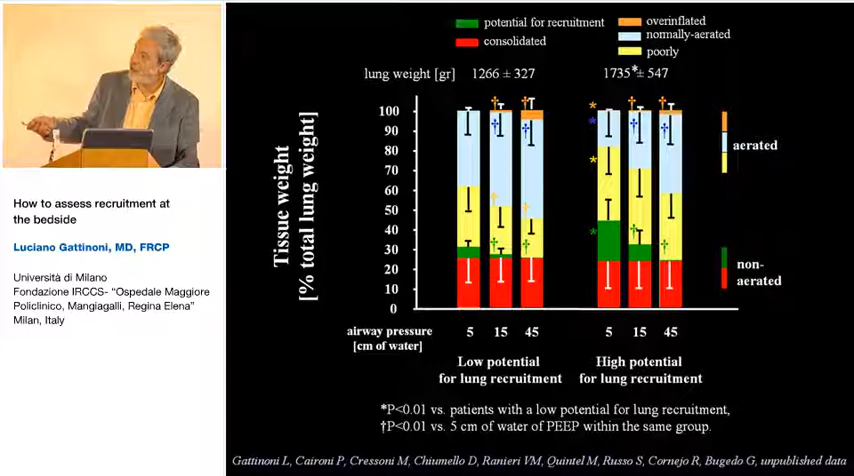 potential for recruitment
consolidated
overinflated
normally-aerated
poorly
lung weight [gr] 1266 ± 327 1735*± 547
Tissue weight
[% total lung weight]
100
90
80
70
60
50
40
30
20
10
0
* † † † †
* † † † †
* † †
* † † † †
aerated
non-
aerated
airway pressure
[cm of water]
5 15 45 5 15 45
Low potential
for lung recruitment
High potential
for lung recruitment
*P<0.01 vs. patients with a low potential for lung recruitment,
†P<0.01 vs. 5 cm of water of PEEP within the same group.
Gattinoni L, Caironi P, Cressoni M, Chiumello D, Ranieri VM, Quintel M, Russo S, Cornejo R, Bugedo G, unpublished data
How to assess recruitment at
the bedside
Luciano Gattinoni, MD, FRCP
Università di Milano
Fondazione IRCCS- “Ospedale Maggiore
Policlinico, Mangiagalli, Regina Elena”
Milan, Italy